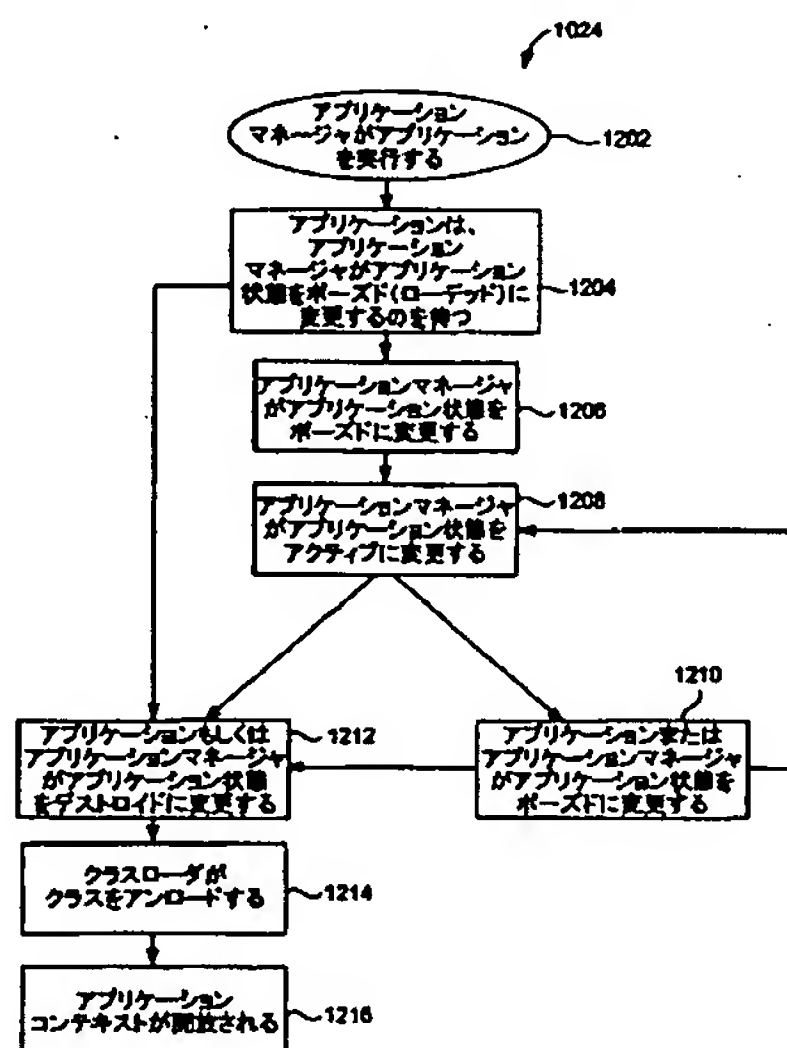 1024
アプリケーション
マネージャがアプリケーション
を実行する
1202
アプリケーションは、
アプリケーション
マネージャがアプリケーション
状態をポーズド(ローデッド)に
変更するのを待つ
1204
アプリケーションマネージャ
がアプリケーション状態を
ポーズドに変更する
1206
アプリケーションマネージャ
がアプリケーション状態を
アクティブに変更する
1208
1210
アプリケーションまたは
アプリケーションマネージャ
がアプリケーション状態を
ポーズドに変更する
アプリケーションもしくは
アプリケーションマネージャ
がアプリケーション状態
をデストロイドに変更する
1212
クラスローダが
クラスをアンロードする
1214
アプリケーション
コンテキストが開放される
1216